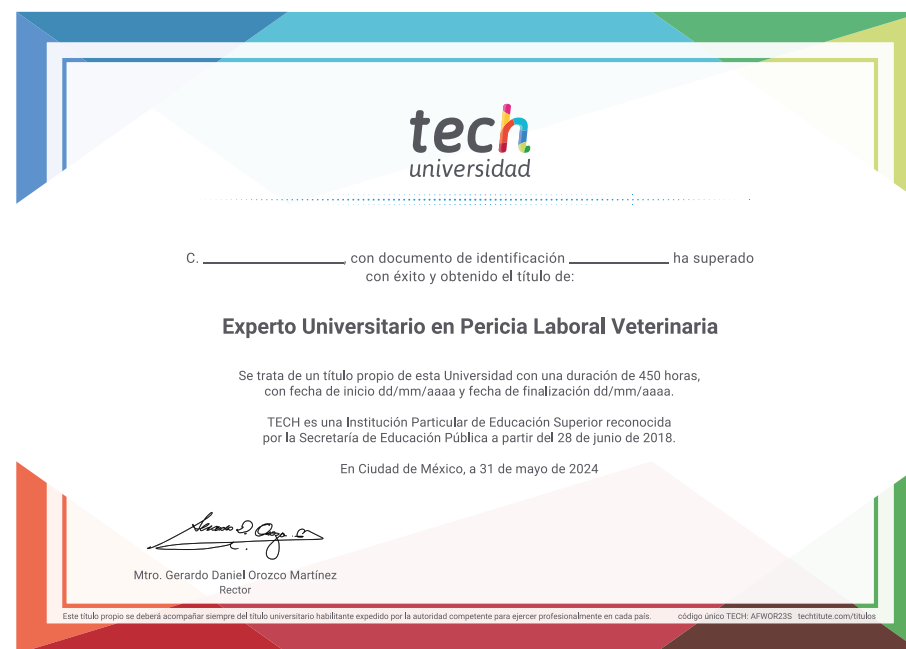 tech
universidad
C. ____________, con documento de identificación ____________ ha superado
con éxito y obtenido el título de:
Experto Universitario en Pericia Laboral Veterinaria
Se trata de un título propio de esta Universidad con una duración de 450 horas,
con fecha de inicio dd/mm/aaaa y fecha de finalización dd/mm/aaaa.
TECH es una Institución Particular de Educación Superior reconocida
por la Secretaría de Educación Pública a partir del 28 de junio de 2018.
En Ciudad de México, a 31 de mayo de 2024
Mtro. Gerardo Daniel Orozco Martínez
Rector
Este título propio se deberá acompañar siempre del título universitario habilitante expedido por la autoridad competente para ejercer profesionalmente en cada país. código único TECH: AFWOR23S techtitute.com/titulos